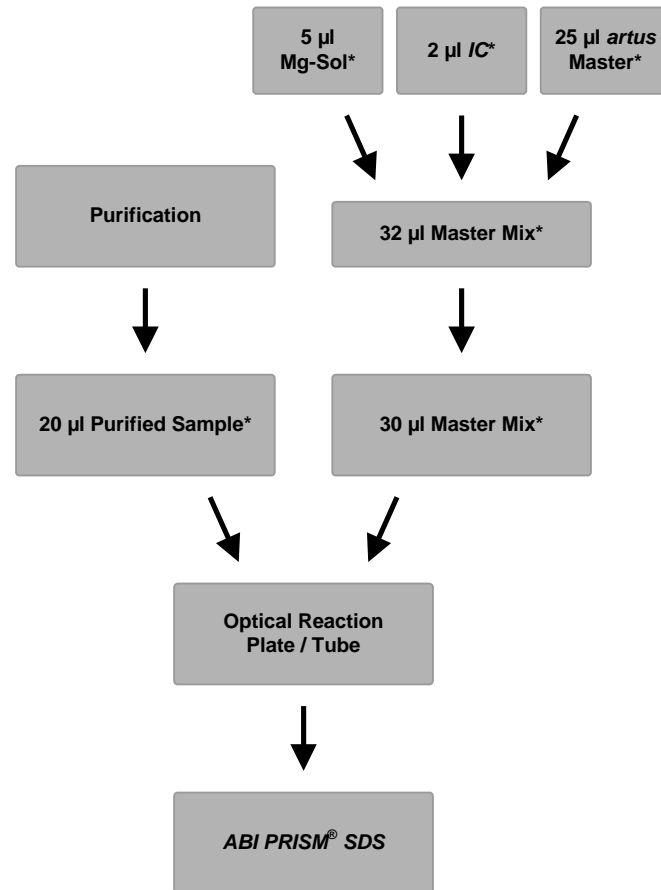 5 µl
Mg-Sol*
2 µl IC*
25 µl artus
Master*
Purification
32 µl Master Mix*
20 µl Purified Sample*
30 µl Master Mix*
Optical Reaction
Plate / Tube
ABI PRISM® SDS